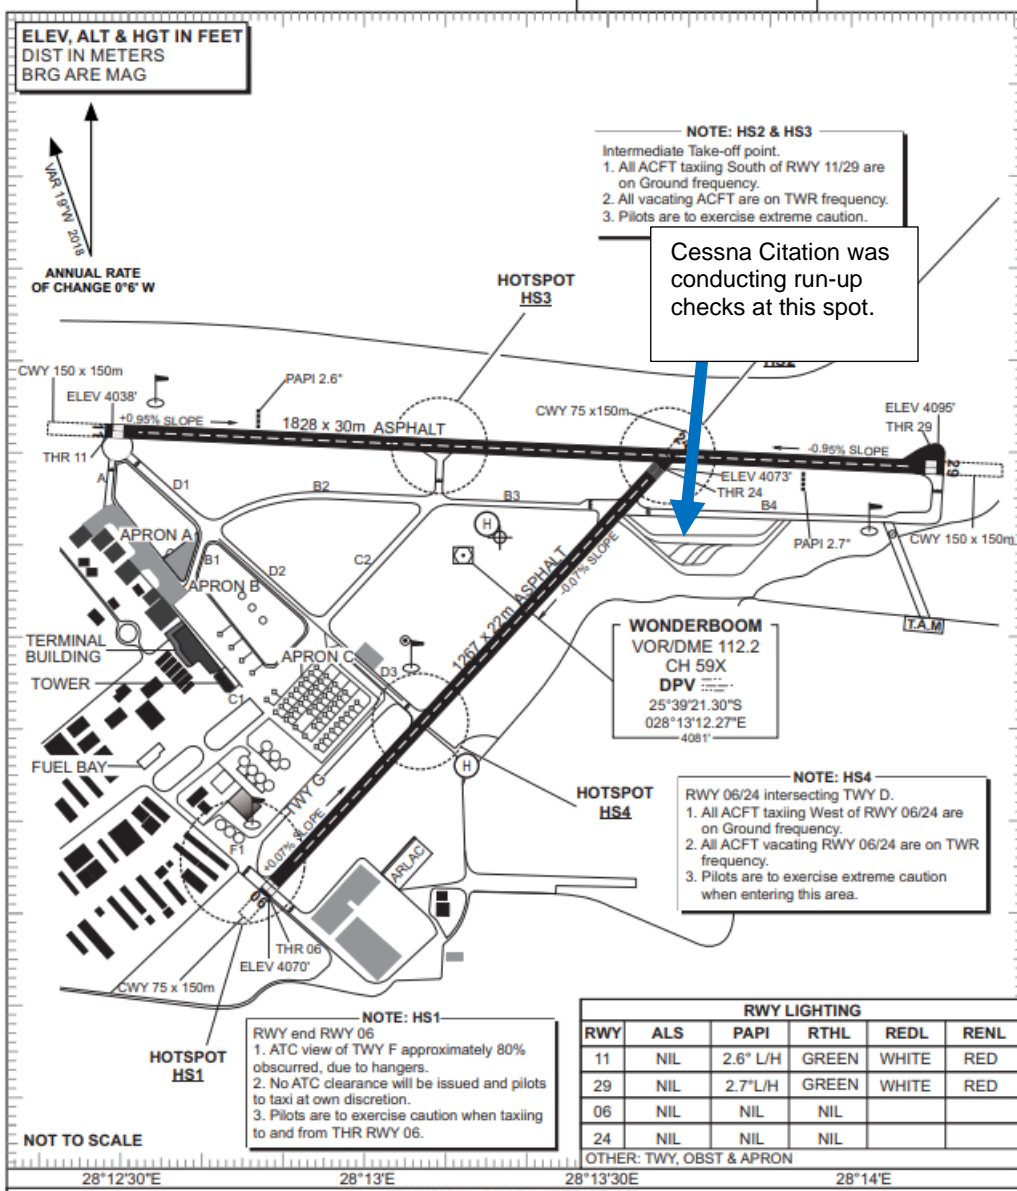 ELEV, ALT & HGT IN FEET
DIST IN METERS
BRG ARE MAG
VAR 19°W 2018
ANNUAL RATE
OF CHANGE 0°6' W
NOTE: HS2 & HS3
Intermediate Take-off point.
1. All ACFT taxiing South of RWY 11/29 are
on Ground frequency.
2. All vacating ACFT are on TWR frequency.
3. Pilots are to exercise extreme caution.
Cessna Citation was
conducting run-up
checks at this spot.
HOTSPOT
HS3
HS2
CWY 150 x 150m
ELEV 4038'
PAPI 2.6°
+0.95% SLOPE
1828 x 30m ASPHALT
CWY 75 x150m
ELEV 4095'
THR 29
-0.95% SLOPE
11
29
24
THR 11
ELEV 4073'
THR 24
A
D1
B2
B3
B4
H
PAPI 2.7°
CWY 150 x 150m
APRON A
B1
APRON B
D2
C2
1267 x 22m ASPHALT
-0.07% SLOPE
TERMINAL
BUILDING
TOWER
APRON C
D3
C1
T.A.M
WONDERBOOM
VOR/DME 112.2
CH 59X
DPV
25°39'21.30"S
028°13'12.27"E
4081'
FUEL BAY
TWY G
H
HOTSPOT
HS4
NOTE: HS4
RWY 06/24 intersecting TWY D.
1. All ACFT taxiing West of RWY 06/24 are
on Ground frequency.
2. All ACFT vacating RWY 06/24 are on TWR
frequency.
3. Pilots are to exercise extreme caution
when entering this area.
F1
+0.07% SLOPE
ARLAC
06
THR 06
ELEV 4070'
CWY 75 x 150m
HOTSPOT
HS1
NOTE: HS1
RWY end RWY 06
1. ATC view of TWY F approximately 80%
obscurred, due to hangers.
2. No ATC clearance will be issued and pilots
to taxi at own discretion.
3. Pilots are to exercise caution when taxiing
to and from THR RWY 06.
RWY LIGHTING
RWY ALS PAPI RTHL REDL RENL
11 NIL 2.6° L/H GREEN WHITE RED
29 NIL 2.7°L/H GREEN WHITE RED
06 NIL NIL NIL
24 NIL NIL NIL
OTHER: TWY, OBST & APRON
NOT TO SCALE
28°12'30"E 28°13'E 28°13'30"E 28°14'E